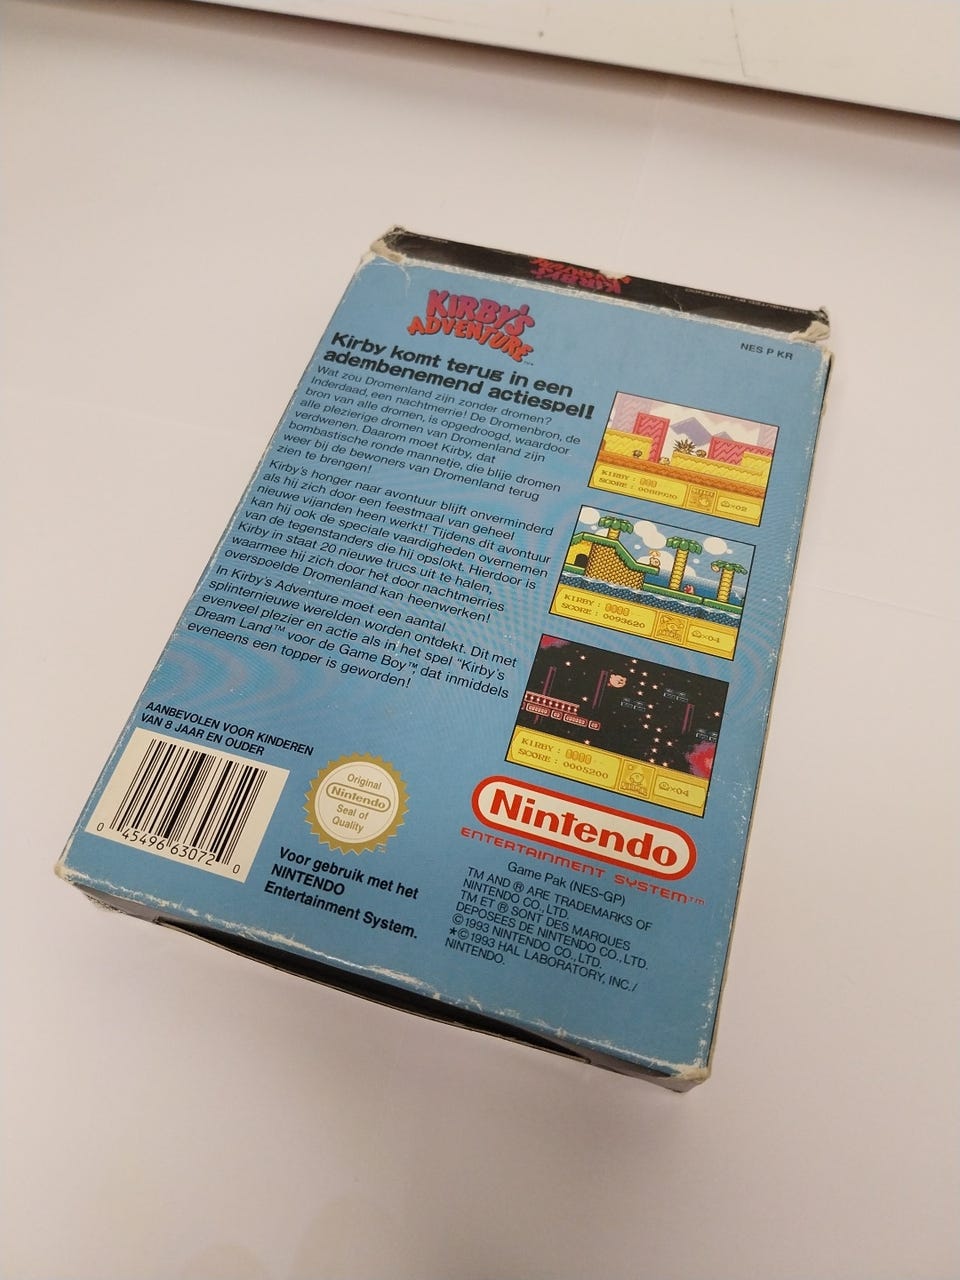 KIRBY'S
ADVENTURE
NES P KR
KIRBY'S
ADVENTURE™
Kirby komt terug in een
adembenemend actiespel!
Wat zou Dromenland zijn zonder dromen?
Inderdaad, een nachtmerrie! De Dromenbron, de
bron van alle dromen, is opgedroogd, waardoor
alle plezierige dromen van Dromenland zijn
verdwenen. Daarom moet Kirby, dat
bombastische ronde mannetje, die blije dromen
weer bij de bewoners van Dromenland terug
zien te brengen!
Kirby's honger naar avontuur blijft onverminderd
als hij zich door een feestmaal van geheel
nieuwe vijanden heen werkt! Tijdens dit avontuur
kan hij ook de speciale vaardigheden overnemen
van de tegenstanders die hij opslokt. Hierdoor is
Kirby in staat 20 nieuwe trucs uit te halen,
waarmee hij zich door het door nachtmerries
overspoelde Dromenland kan heenwerken!
In Kirby's Adventure moet een aantal
splinternieuwe werelden worden ontdekt. Dit met
evenveel plezier en actie als in het spel "Kirby's
Dream Land™ voor de Game Boy™, dat inmiddels
eveneens een topper is geworden!
KIRBY :
SCORE :
×02
KIRBY :
SCORE : 0093620
×04
KIRBY :
SCORE : 0005200
×04
AANBEVOLEN VOOR KINDEREN
VAN 8 JAAR EN OUDER
0 45496 63072 0
Original
Nintendo
Seal of
Quality
Voor gebruik met het
NINTENDO
Entertainment System.
Nintendo
ENTERTAINMENT SYSTEM™
Game Pak (NES-GP)
TM AND ® ARE TRADEMARKS OF
NINTENDO CO. LTD.
TM ET ® SONT DES MARQUES
DEPOSEES DE NINTENDO CO., LTD.
©1993 NINTENDO CO., LTD.
*©1993 HAL LABORATORY, INC./
NINTENDO.